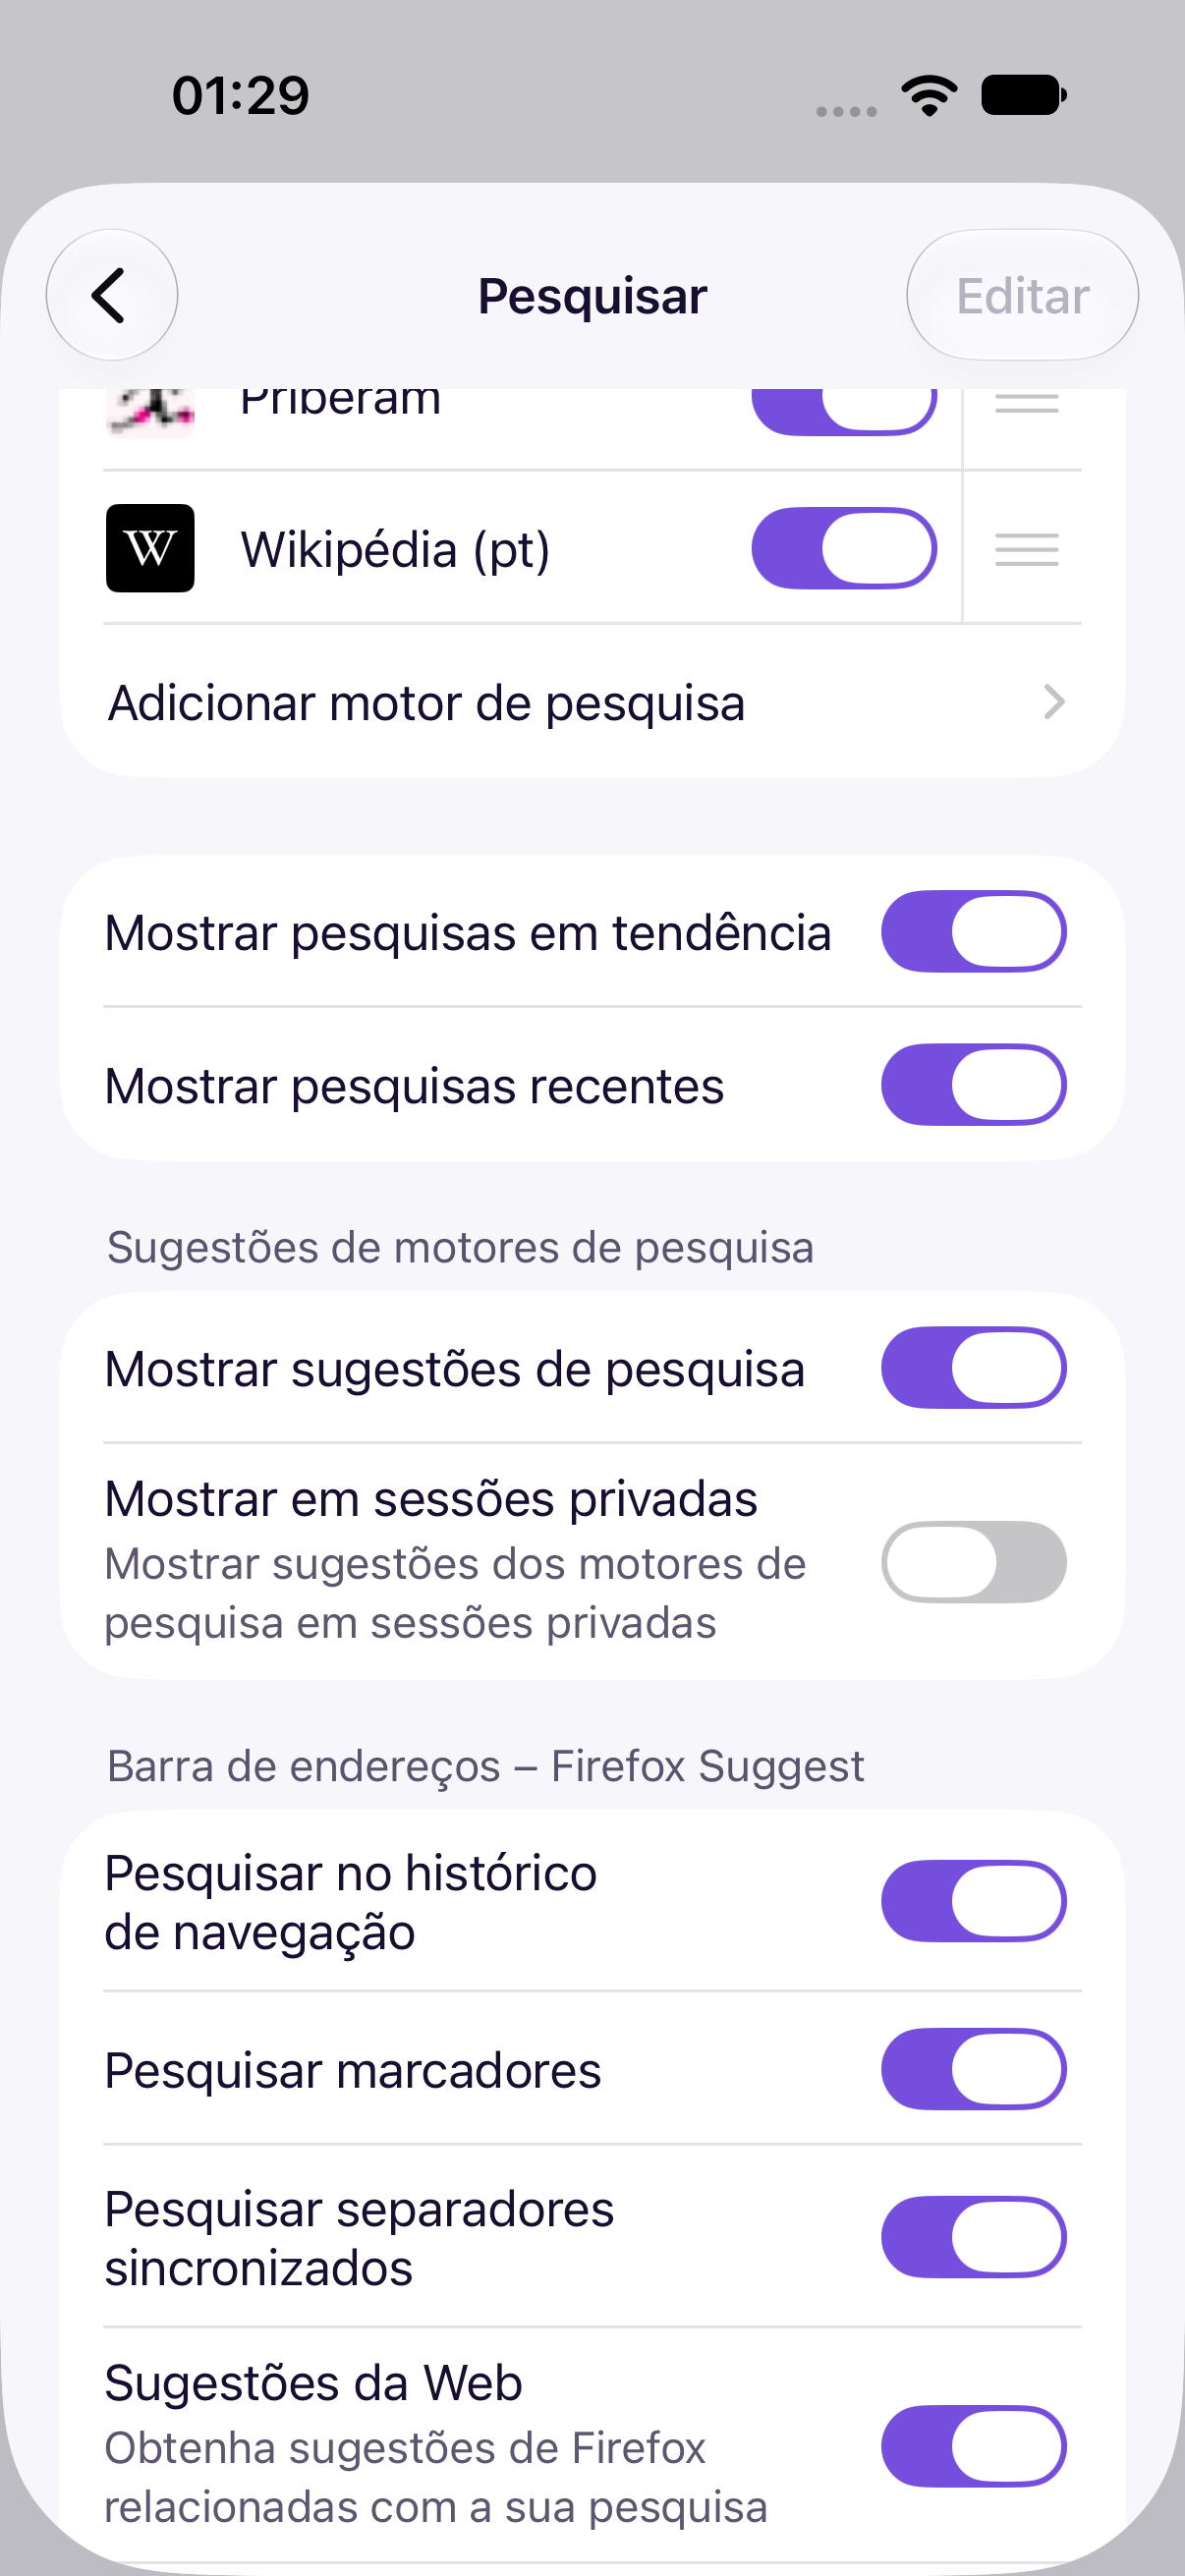 01:29
Pesquisar
Editar
Priberam
W
Wikipédia (pt)
Adicionar motor de pesquisa
Mostrar pesquisas em tendência
Mostrar pesquisas recentes
Sugestões de motores de pesquisa
Mostrar sugestões de pesquisa
Mostrar em sessões privadas
Mostrar sugestões dos motores de
pesquisa em sessões privadas
Barra de endereços – Firefox Suggest
Pesquisar no histórico
de navegação
Pesquisar marcadores
Pesquisar separadores
sincronizados
Sugestões da Web
Obtenha sugestões de Firefox
relacionadas com a sua pesquisa